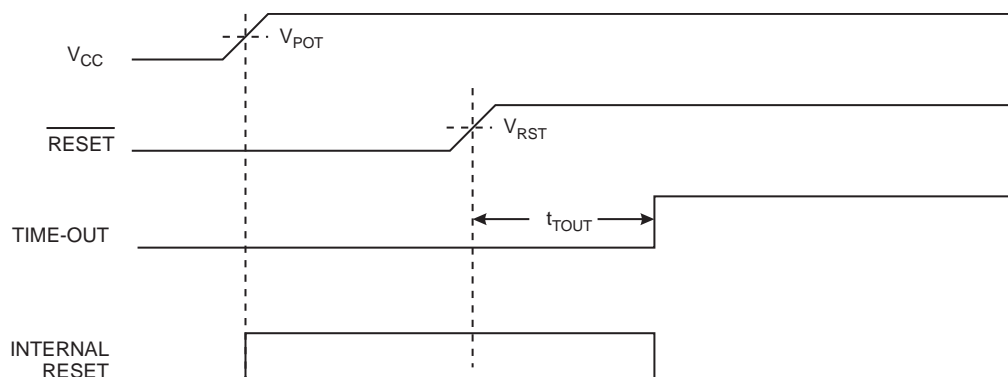 V_CC
V_POT
RESET
V_RST
TIME-OUT
t_TOUT
INTERNAL
RESET